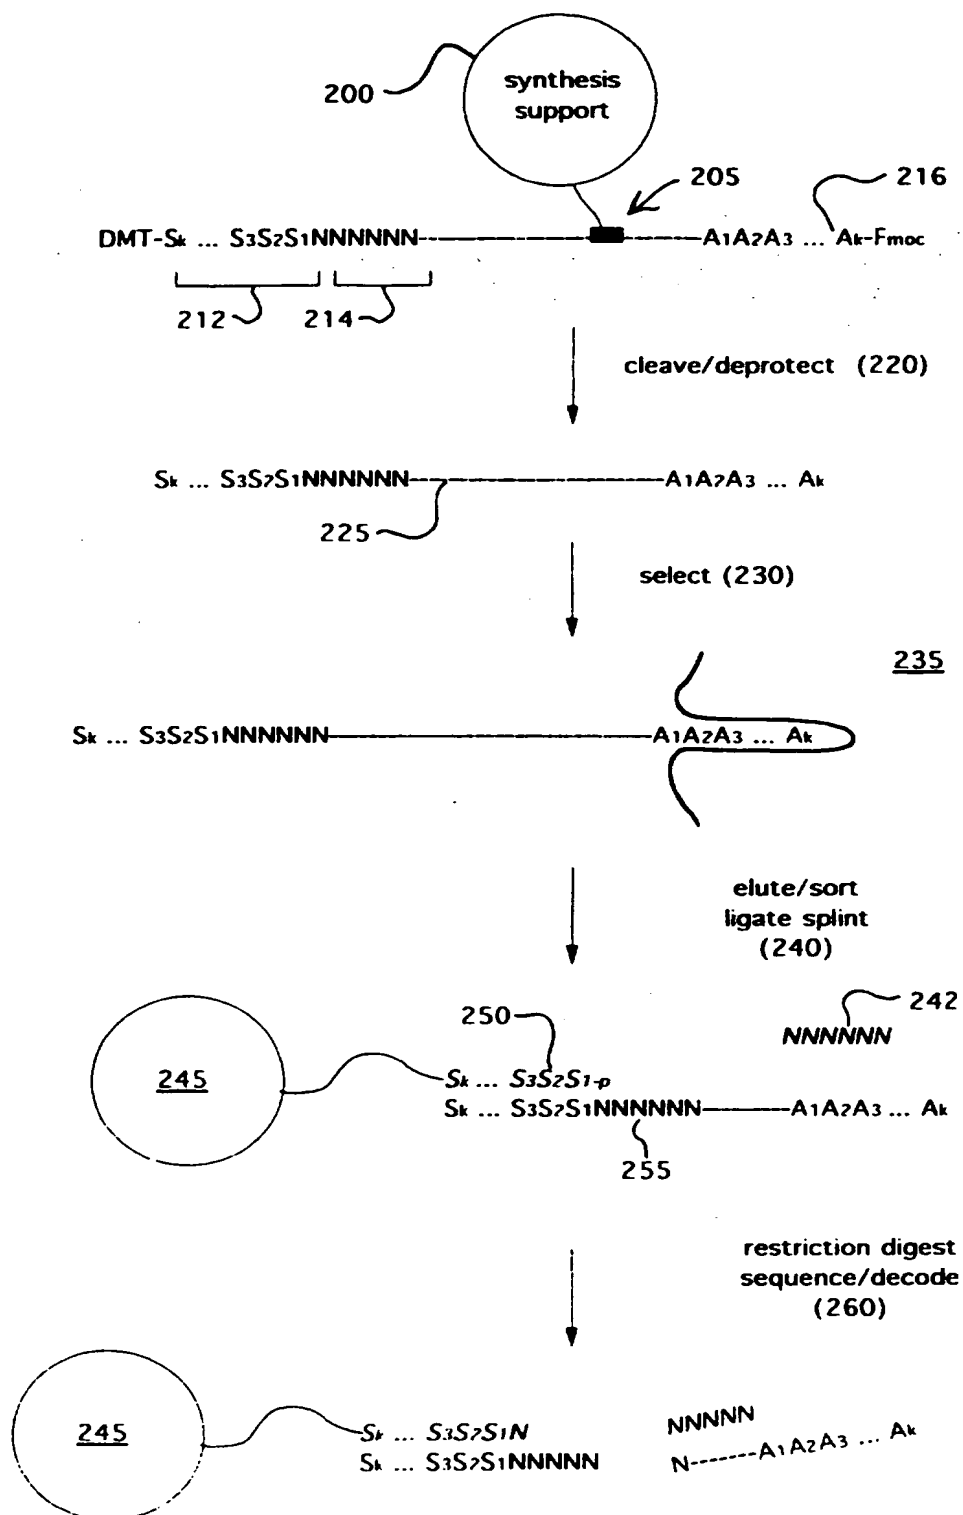 synthesis
support
200
205
216
DMT-Sk ... S3S2S1NNNNNN
A1A2A3 ... Ak-Fmoc
212
214
cleave/deprotect (220)
Sk ... S3S2S1NNNNNN
A1A2A3 ... Ak
225
select (230)
235
Sk ... S3S2S1NNNNNN
A1A2A3 ... Ak
elute/sort
ligate splint
(240)
250
242
NNNNNN
245
Sk ... S3S2S1-p
Sk ... S3S2S1NNNNNN
A1A2A3 ... Ak
255
restriction digest
sequence/decode
(260)
245
Sk ... S3S2S1N
NNNNN
Sk ... S3S2S1NNNNN
N------A1A2A3 ... Ak